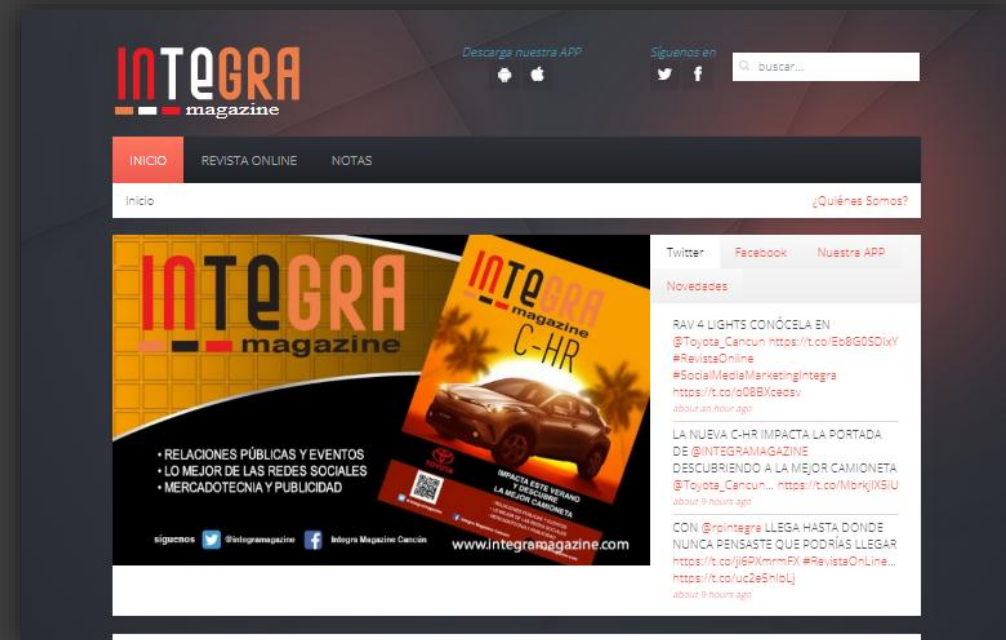 INTEGRA
magazine
Descarga nuestra APP
Síguenos en
buscar...
INICIO
REVISTA ONLINE
NOTAS
Inicio
¿Quiénes Somos?
INTEGRA
magazine
• RELACIONES PÚBLICAS Y EVENTOS
• LO MEJOR DE LAS REDES SOCIALES
• MERCADOTECNIA Y PUBLICIDAD
síguenos
@integramagazine
Integra Magazine Cancún
INTEGRA
magazine
C-HR
TOYOTA
IMPACTA ESTE VERANO
Y DESCUBRE
LA MEJOR CAMIONETA
www.integramagazine.com
Twitter
Facebook
Nuestra APP
Novedades
RAV 4 LIGHTS CONÓCELA EN
@Toyota_Cancun https://t.co/Eb8G0SDlxY
#RevistaOnline
#SocialMediaMarketingIntegra
https://t.co/o08BXcedsv
about an hour ago
LA NUEVA C-HR IMPACTA LA PORTADA
DE @INTEGRAMAGAZINE
DESCUBRIENDO A LA MEJOR CAMIONETA
@Toyota_Cancun... https://t.co/MbrkjIX5iU
about 9 hours ago
CON @rpintegra LLEGA HASTA DONDE
NUNCA PENSASTE QUE PODRÍAS LLEGAR
https://t.co/ji6PXmrmFX #RevistaOnLine...
https://t.co/uc2e5hIbLj
about 9 hours ago